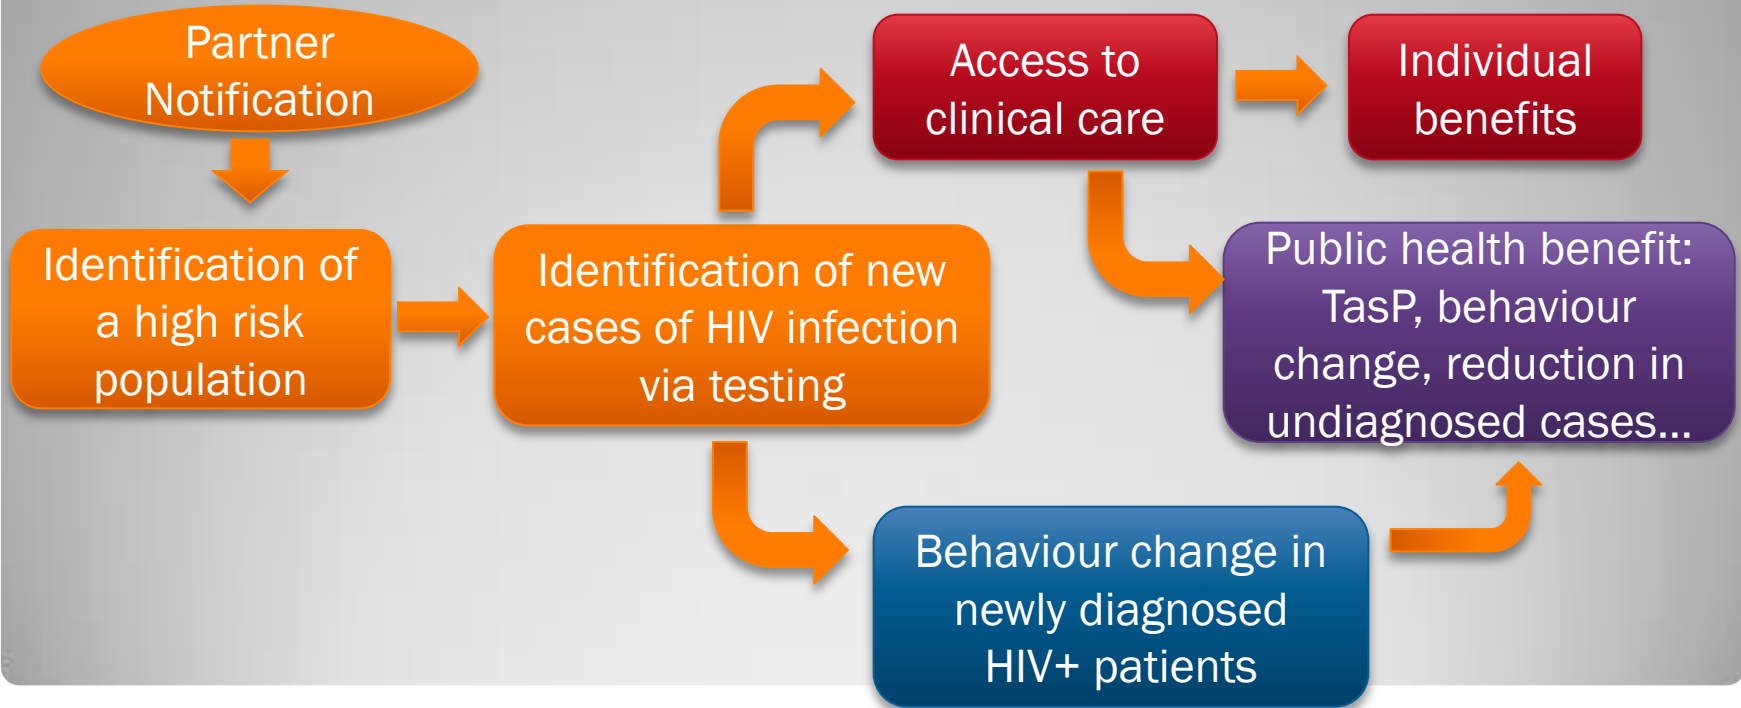 Partner
Notification
Identification of
a high risk
population
Identification of new
cases of HIV infection
via testing
Access to
clinical care
Individual
benefits
Public health benefit:
TasP, behaviour
change, reduction in
undiagnosed cases...
Behaviour change in
newly diagnosed
HIV+ patients